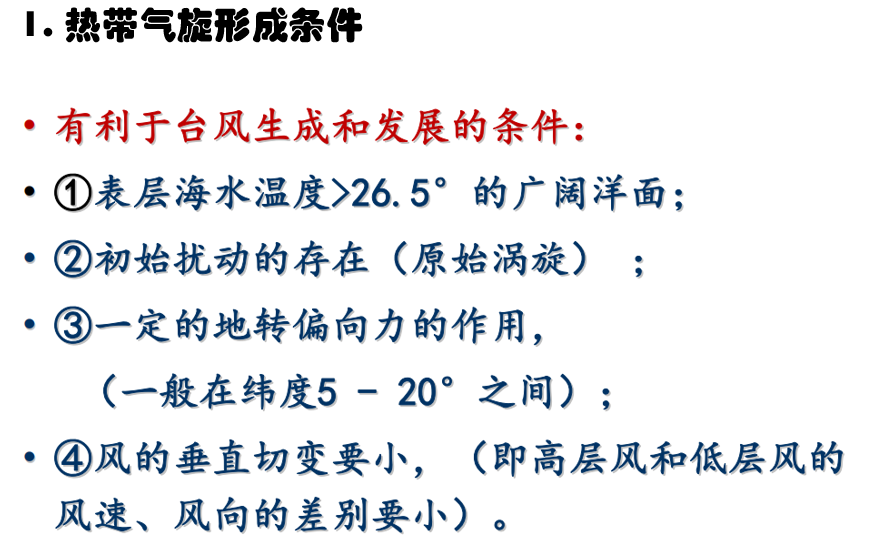 1. 热带气旋形成条件
• 有利于台风生成和发展的条件：
• ①表层海水温度>26.5°的广阔洋面；
• ②初始扰动的存在（原始涡旋） ；
• ③一定的地转偏向力的作用，
（一般在纬度5 - 20°之间）；
• ④风的垂直切变要小，（即高层风和低层风的
风速、风向的差别要小）。